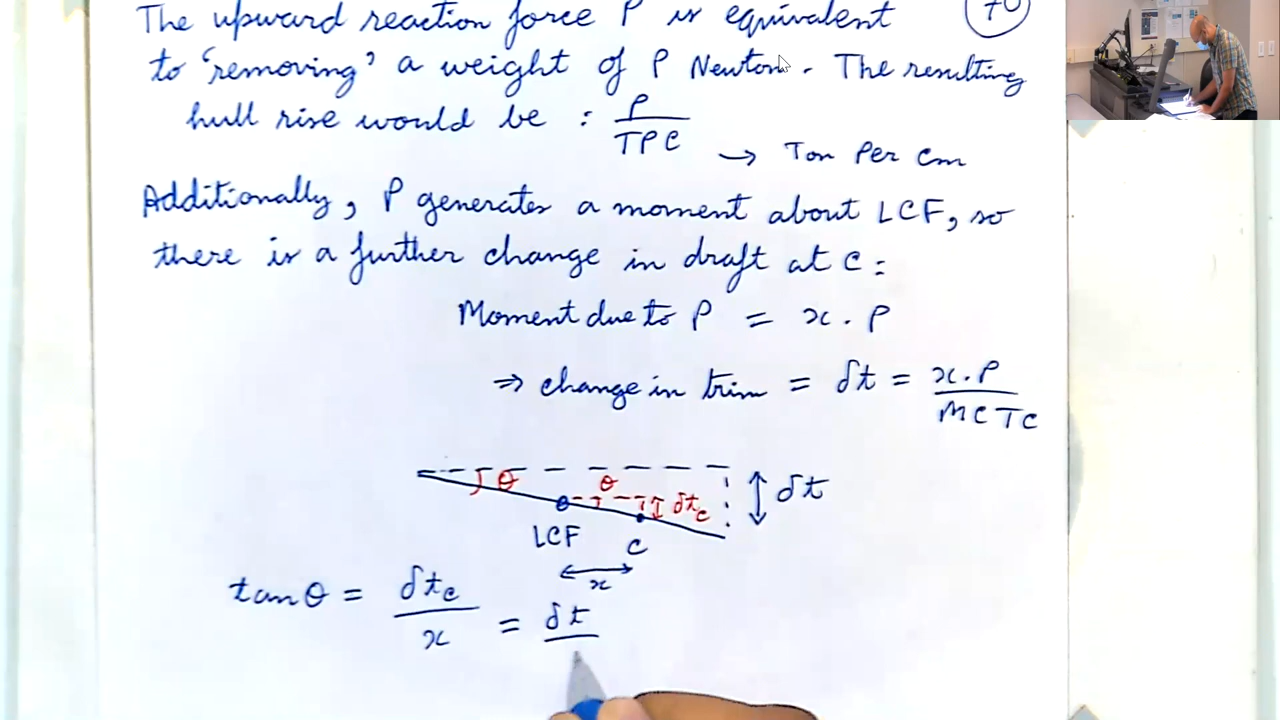 The upward reaction force P is equivalent
70
to 'removing' a weight of P Newton. The resulting
hull rise would be : P / TPC → Ton Per cm
Additionally, P generates a moment about LCF, so
there is a further change in draft at C :
Moment due to P = x . P
⇒ change in trim = δt = x.P / MCTC
θ θ δt_c δt
LCF C
x
tan θ = δt_c / x = δt